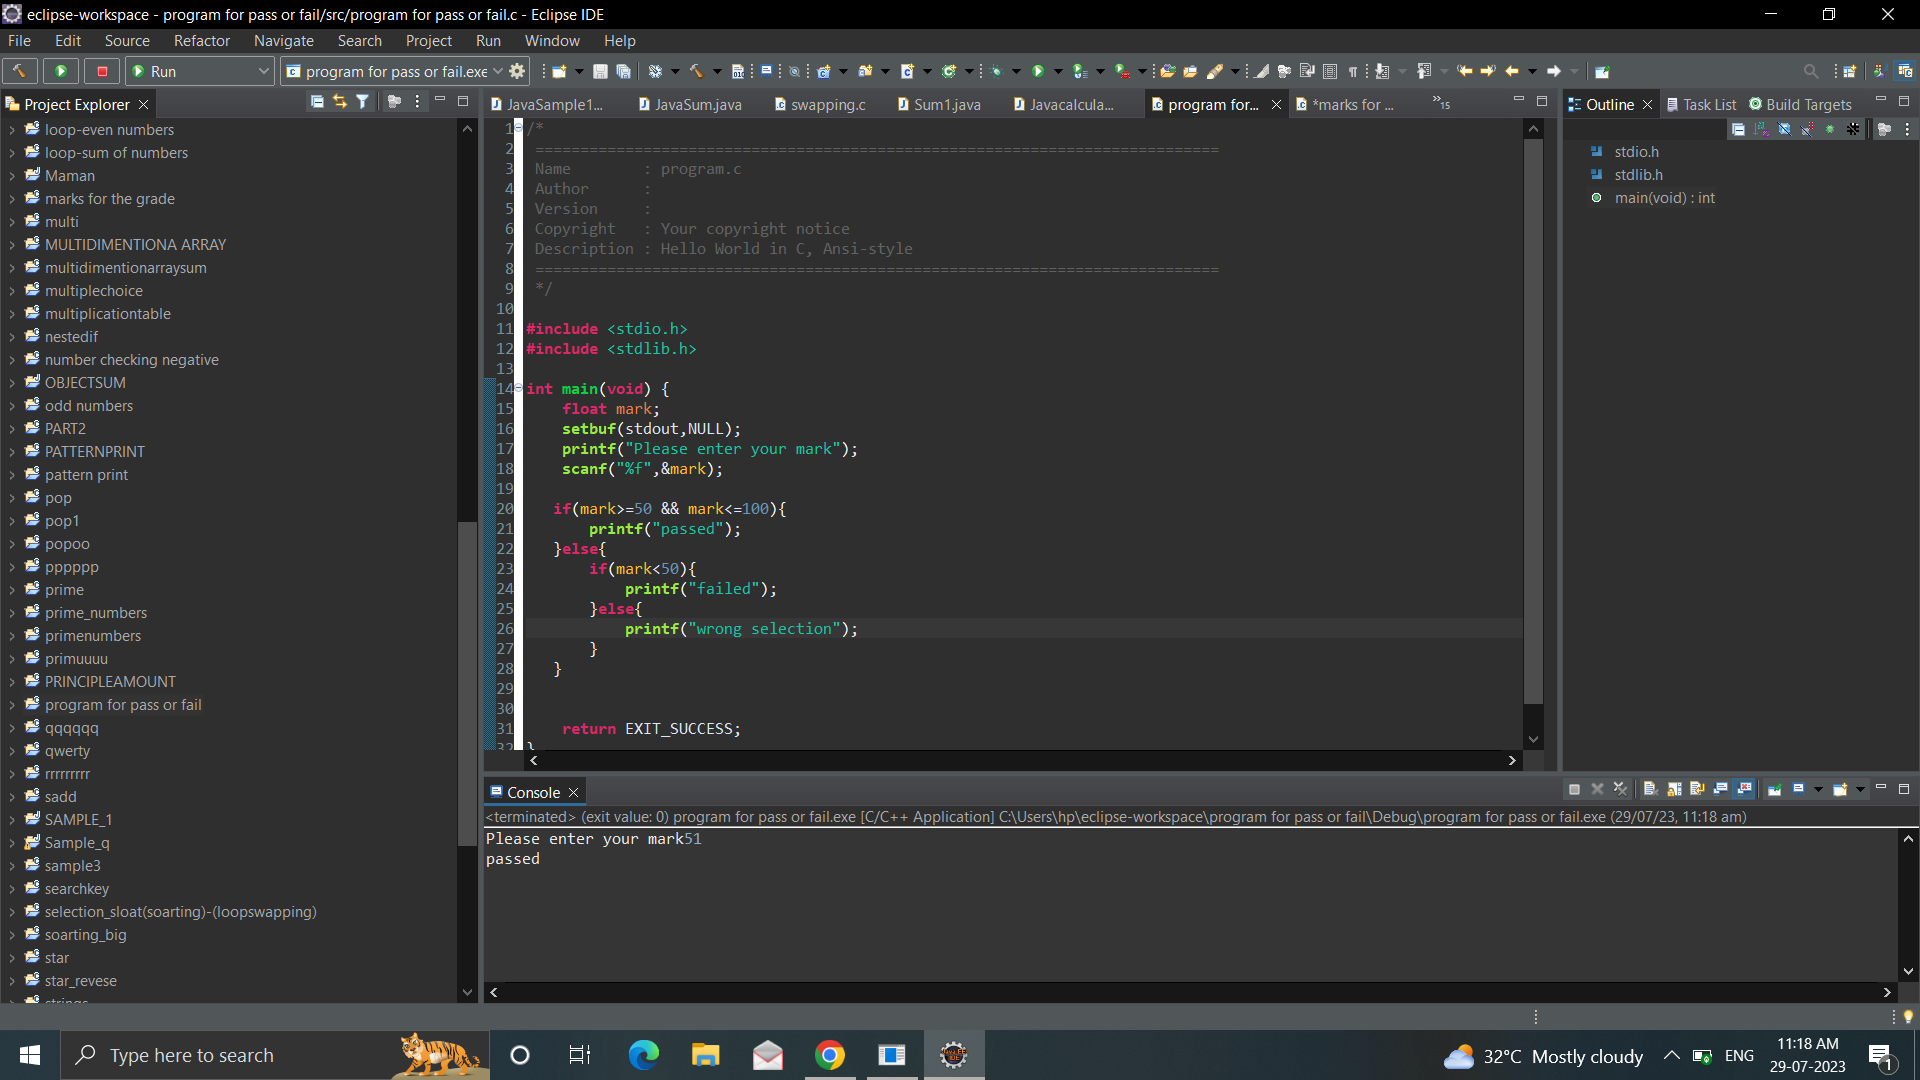 eclipse-workspace - program for pass or fail/src/program for pass or fail.c - Eclipse IDE
File Edit Source Refactor Navigate Search Project Run Window Help
Run
program for pass or fail.exe
Project Explorer
loop-even numbers
loop-sum of numbers
Maman
marks for the grade
multi
MULTIDIMENTIONA ARRAY
multidimentionarraysum
multiplechoice
multiplicationtable
nestedif
number checking negative
OBJECTSUM
odd numbers
PART2
PATTERNPRINT
pattern print
pop
pop1
popoo
pppppp
prime
prime_numbers
primenumbers
primuuuu
PRINCIPLEAMOUNT
program for pass or fail
qqqqqq
qwerty
rrrrrrrrr
sadd
SAMPLE_1
Sample_q
sample3
searchkey
selection_sloat(soarting)-(loopswapping)
soarting_big
star
star_revese
strings
JavaSample1... JavaSum.java swapping.c Sum1.java Javacalcula... program for... *marks for ... »15
1 /*
2 ============================================================================
3 Name : program.c
4 Author :
5 Version :
6 Copyright : Your copyright notice
7 Description : Hello World in C, Ansi-style
8 ============================================================================
9 */
10
11 #include <stdio.h>
12 #include <stdlib.h>
13
14 int main(void) {
15 float mark;
16 setbuf(stdout,NULL);
17 printf("Please enter your mark");
18 scanf("%f",&mark);
19
20 if(mark>=50 && mark<=100){
21 printf("passed");
22 }else{
23 if(mark<50){
24 printf("failed");
25 }else{
26 printf("wrong selection");
27 }
28 }
29
30
31 return EXIT_SUCCESS;
32 }
Outline Task List Build Targets
stdio.h
stdlib.h
main(void) : int
Console
<terminated> (exit value: 0) program for pass or fail.exe [C/C++ Application] C:\Users\hp\eclipse-workspace\program for pass or fail\Debug\program for pass or fail.exe (29/07/23, 11:18 am)
Please enter your mark51
passed
Type here to search
32°C Mostly cloudy
ENG
11:18 AM
29-07-2023
1